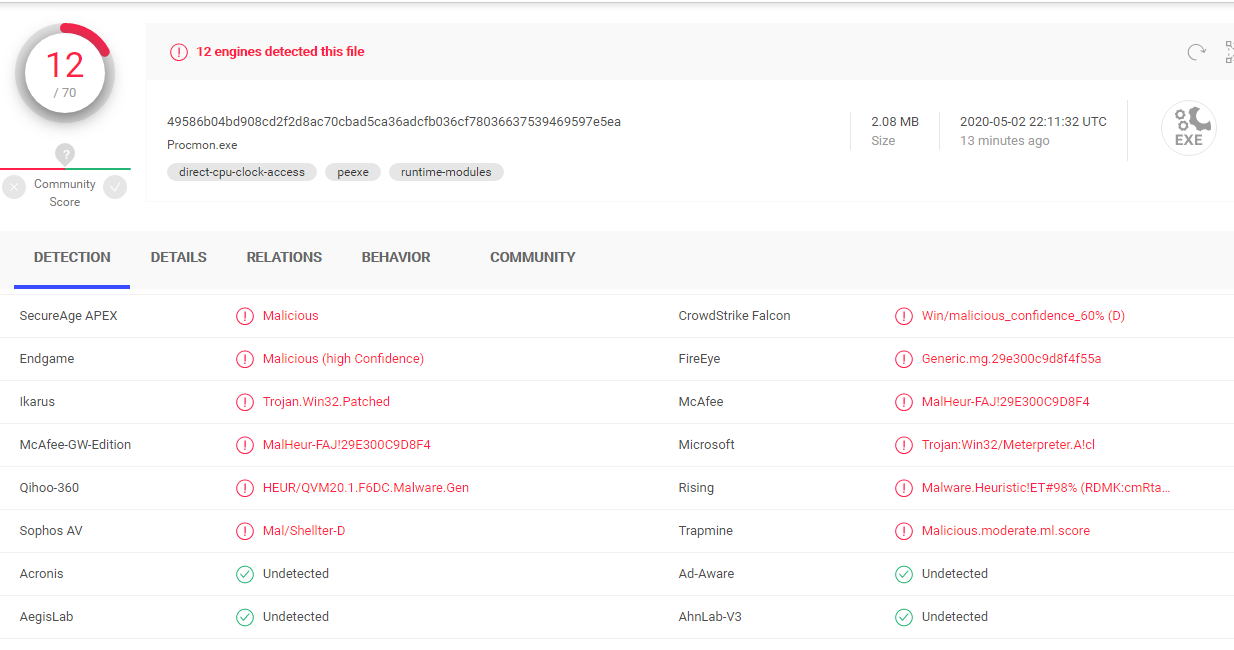 12
/ 70
?
Community
Score
12 engines detected this file
49586b04bd908cd2f2d8ac70cbad5ca36adcfb036cf78036637539469597e5ea
Procmon.exe
direct-cpu-clock-access peexe runtime-modules
2.08 MB
Size
2020-05-02 22:11:32 UTC
13 minutes ago
EXE
DETECTION DETAILS RELATIONS BEHAVIOR COMMUNITY
SecureAge APEX Malicious CrowdStrike Falcon Win/malicious_confidence_60% (D)
Endgame Malicious (high Confidence) FireEye Generic.mg.29e300c9d8f4f55a
Ikarus Trojan.Win32.Patched McAfee MalHeur-FAJ!29E300C9D8F4
McAfee-GW-Edition MalHeur-FAJ!29E300C9D8F4 Microsoft Trojan:Win32/Meterpreter.A!cl
Qihoo-360 HEUR/QVM20.1.F6DC.Malware.Gen Rising Malware.Heuristic!ET#98% (RDMK:cmRta...
Sophos AV Mal/Shellter-D Trapmine Malicious.moderate.ml.score
Acronis Undetected Ad-Aware Undetected
AegisLab Undetected AhnLab-V3 Undetected